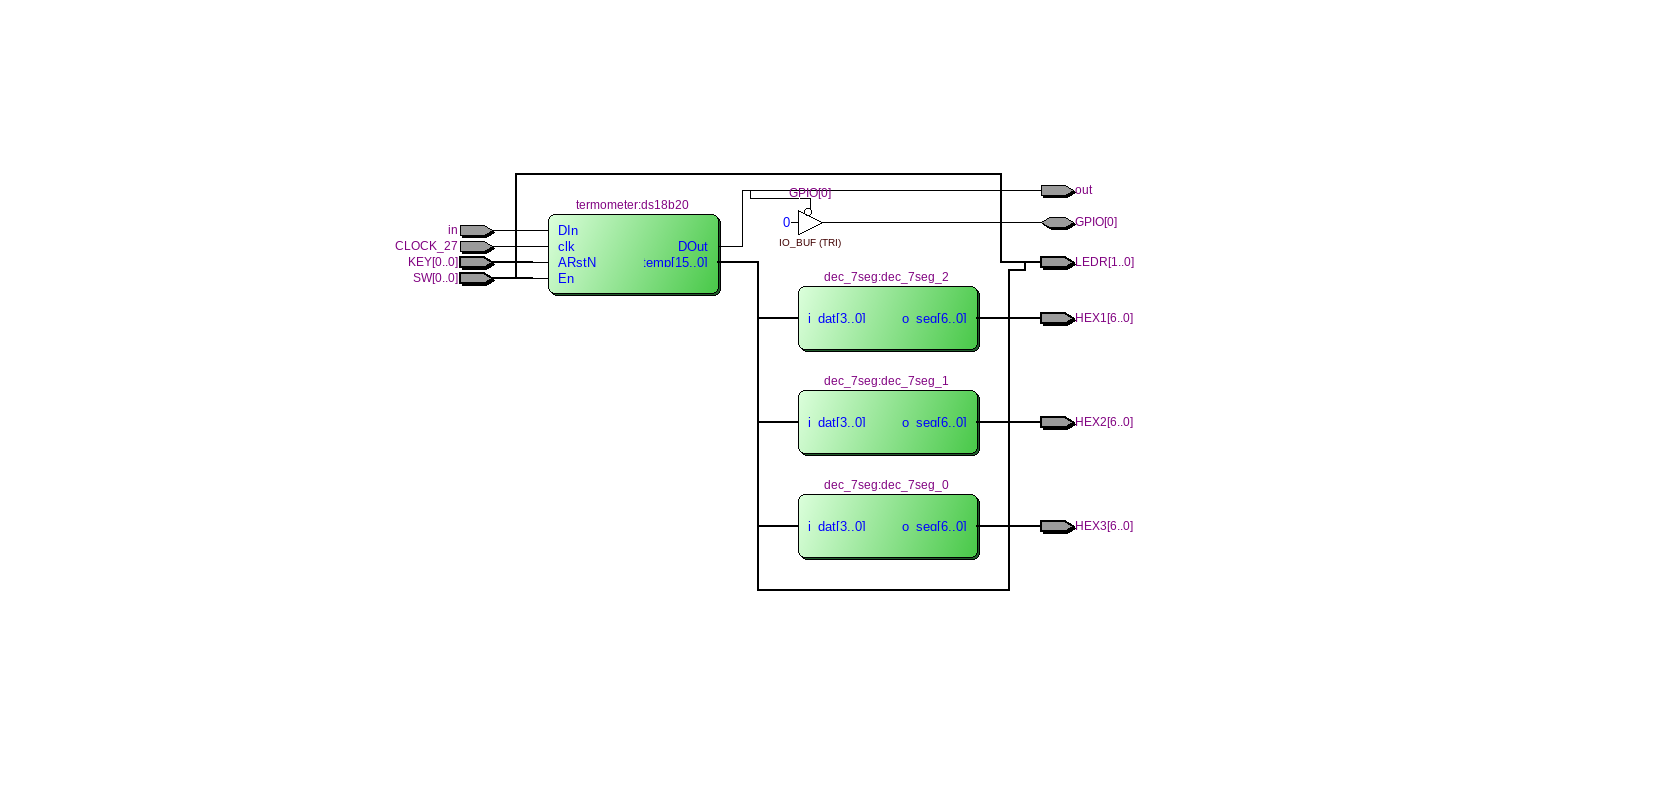 termometer:ds18b20
in
CLOCK_27
KEY[0..0]
SW[0..0]
DIn
clk
ARstN
En
DOut
temp[15..0]
GPIO[0]
0
IO_BUF (TRI)
out
GPIO[0]
LEDR[1..0]
dec_7seg:dec_7seg_2
i_dat[3..0]
o_seg[6..0]
HEX1[6..0]
dec_7seg:dec_7seg_1
i_dat[3..0]
o_seg[6..0]
HEX2[6..0]
dec_7seg:dec_7seg_0
i_dat[3..0]
o_seg[6..0]
HEX3[6..0]